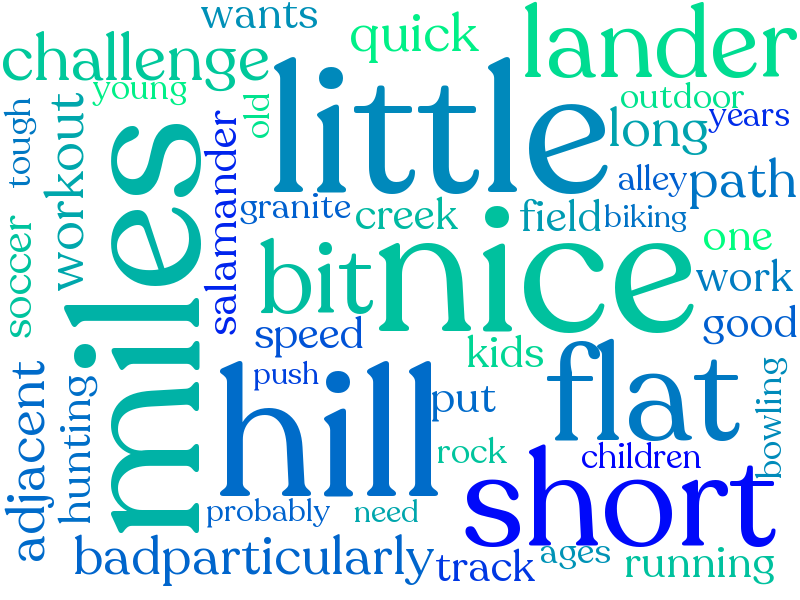 wants
quick
lander
challenge
little
young
outdoor
old
long
years
tough
workout
miles
salamander
alley
path
granite
creek
field
biking
soccer
bit
nice
one
work
speed
good
kids
push
hill
flat
put
adjacent
hunting
rock
children
bowling
short
probably
need
bad
particularly
track
ages
running